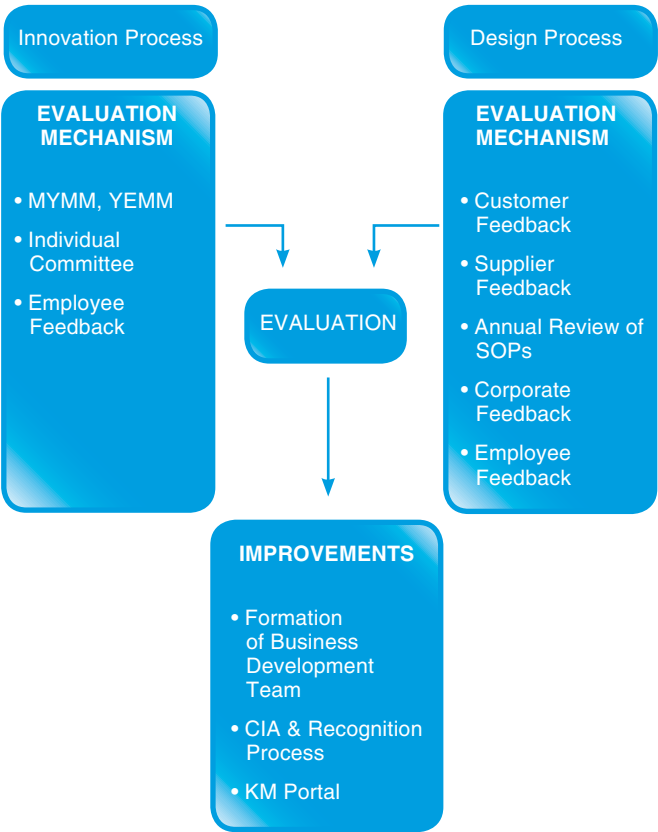 Innovation Process
EVALUATION
MECHANISM
• MYMM, YEMM
• Individual
Committee
• Employee
Feedback
Design Process
EVALUATION
MECHANISM
• Customer
Feedback
• Supplier
Feedback
• Annual Review of
SOPs
• Corporate
Feedback
• Employee
Feedback
EVALUATION
IMPROVEMENTS
• Formation
of Business
Development
Team
• CIA & Recognition
Process
• KM Portal